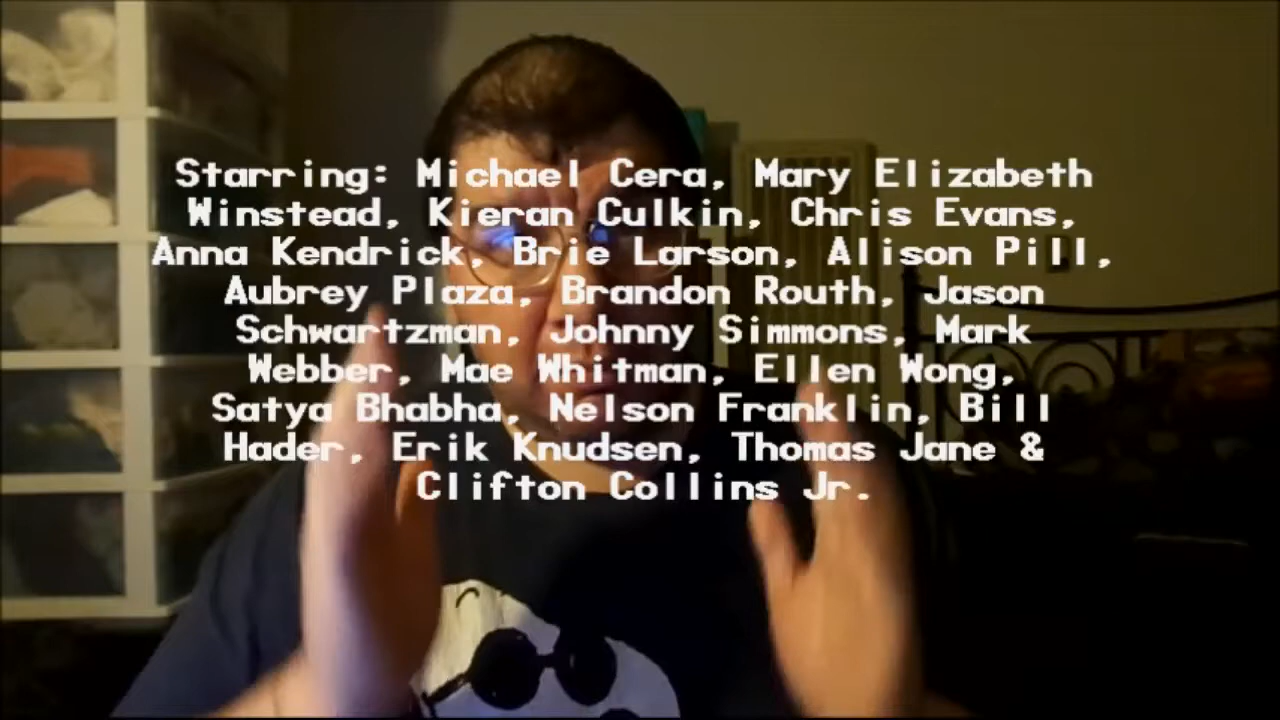 Starring: Michael Cera, Mary Elizabeth
Winstead, Kieran Culkin, Chris Evans,
Anna Kendrick, Brie Larson, Alison Pill,
Aubrey Plaza, Brandon Routh, Jason
Schwartzman, Johnny Simmons, Mark
Webber, Mae Whitman, Ellen Wong,
Satya Bhabha, Nelson Franklin, Bill
Hader, Erik Knudsen, Thomas Jane &
Clifton Collins Jr.